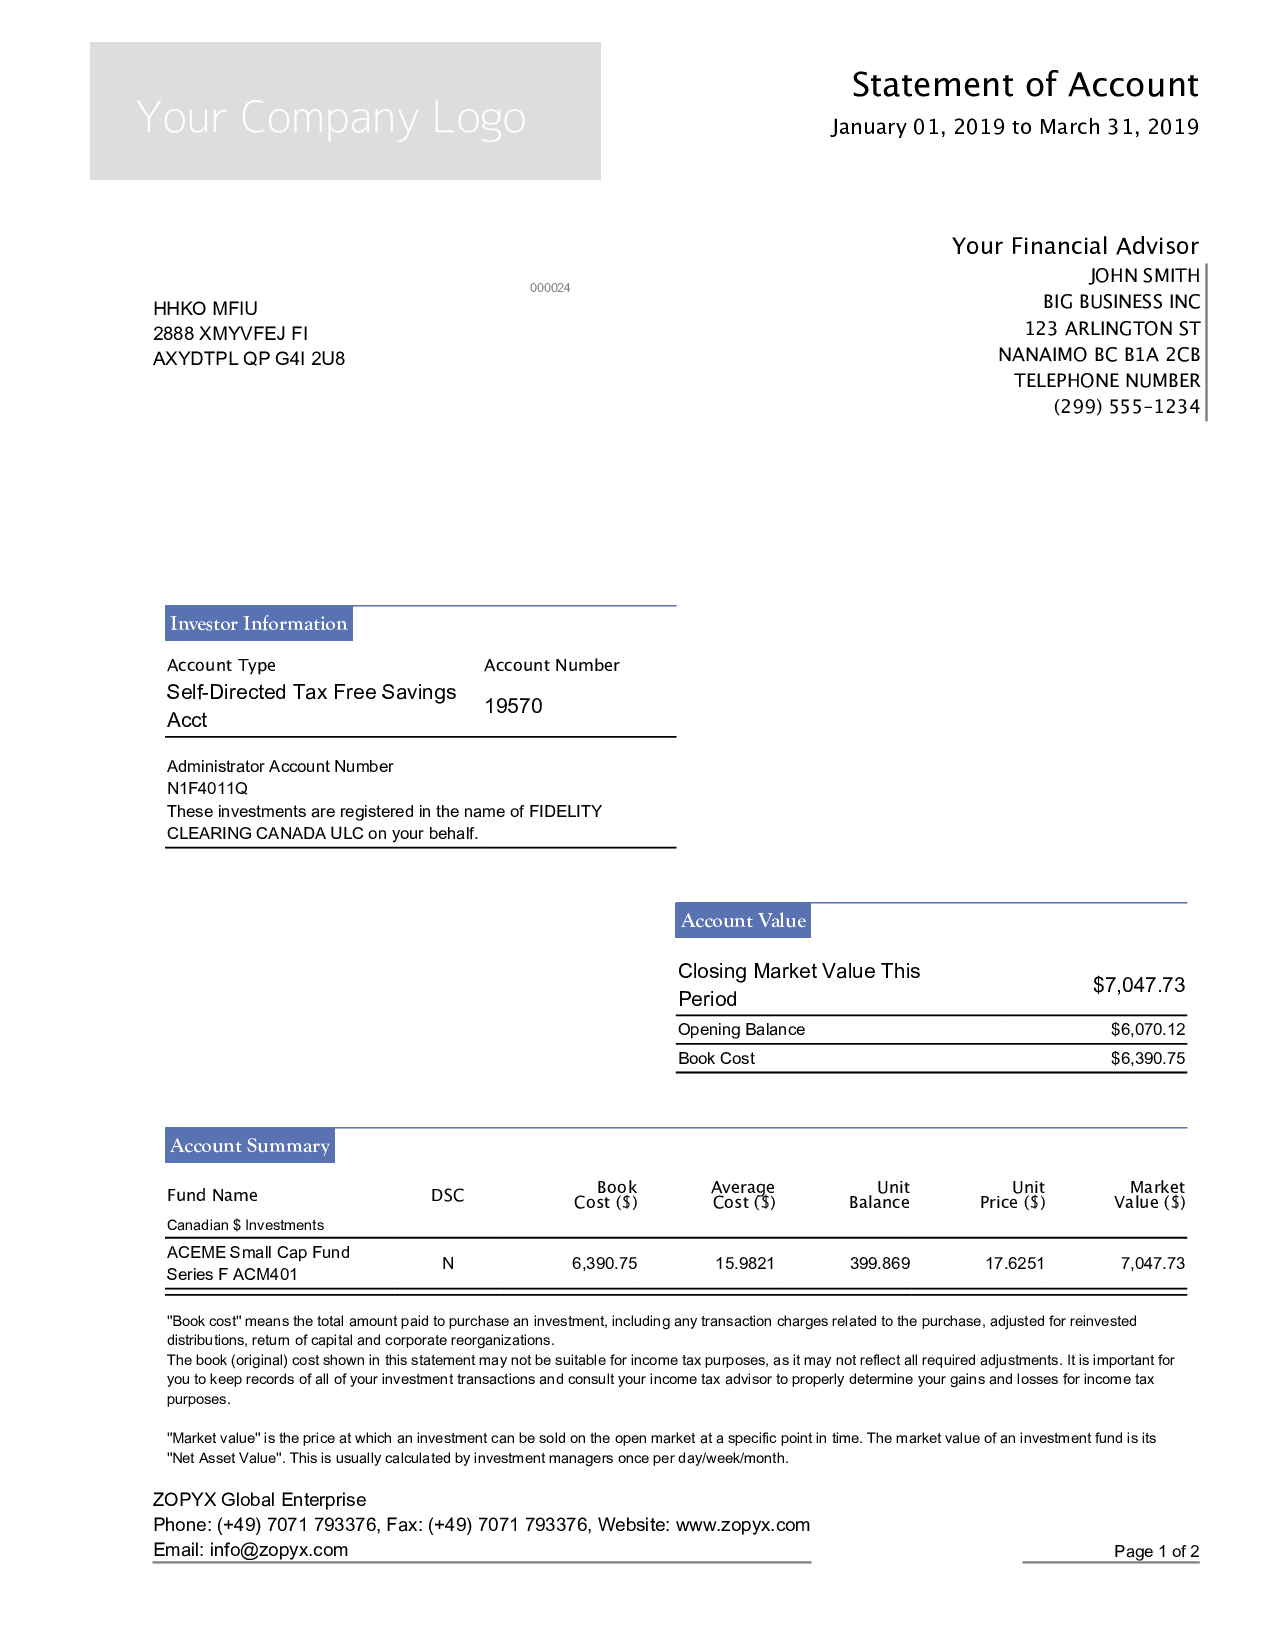 Your Company Logo
Statement of Account
January 01, 2019 to March 31, 2019
Your Financial Advisor
JOHN SMITH
BIG BUSINESS INC
123 ARLINGTON ST
NANAIMO BC B1A 2CB
TELEPHONE NUMBER
(299) 555-1234
000024
HHKO MFIU
2888 XMYVFEJ FI
AXYDTPL QP G4I 2U8
Investor Information
Account Type Account Number
Self-Directed Tax Free Savings
Acct
19570
Administrator Account Number
N1F4011Q
These investments are registered in the name of FIDELITY
CLEARING CANADA ULC on your behalf.
Account Value
Closing Market Value This
Period
$7,047.73
Opening Balance $6,070.12
Book Cost $6,390.75
Account Summary
Fund Name DSC Book Cost ($) Average Cost ($) Unit Balance Unit Price ($) Market Value ($)
Canadian $ Investments
ACEME Small Cap Fund
Series F ACM401
N 6,390.75 15.9821 399.869 17.6251 7,047.73
"Book cost" means the total amount paid to purchase an investment, including any transaction charges related to the purchase, adjusted for reinvested
distributions, return of capital and corporate reorganizations.
The book (original) cost shown in this statement may not be suitable for income tax purposes, as it may not reflect all required adjustments. It is important for
you to keep records of all of your investment transactions and consult your income tax advisor to properly determine your gains and losses for income tax
purposes.
"Market value" is the price at which an investment can be sold on the open market at a specific point in time. The market value of an investment fund is its
"Net Asset Value". This is usually calculated by investment managers once per day/week/month.
ZOPYX Global Enterprise
Phone: (+49) 7071 793376, Fax: (+49) 7071 793376, Website: www.zopyx.com
Email: info@zopyx.com
Page 1 of 2